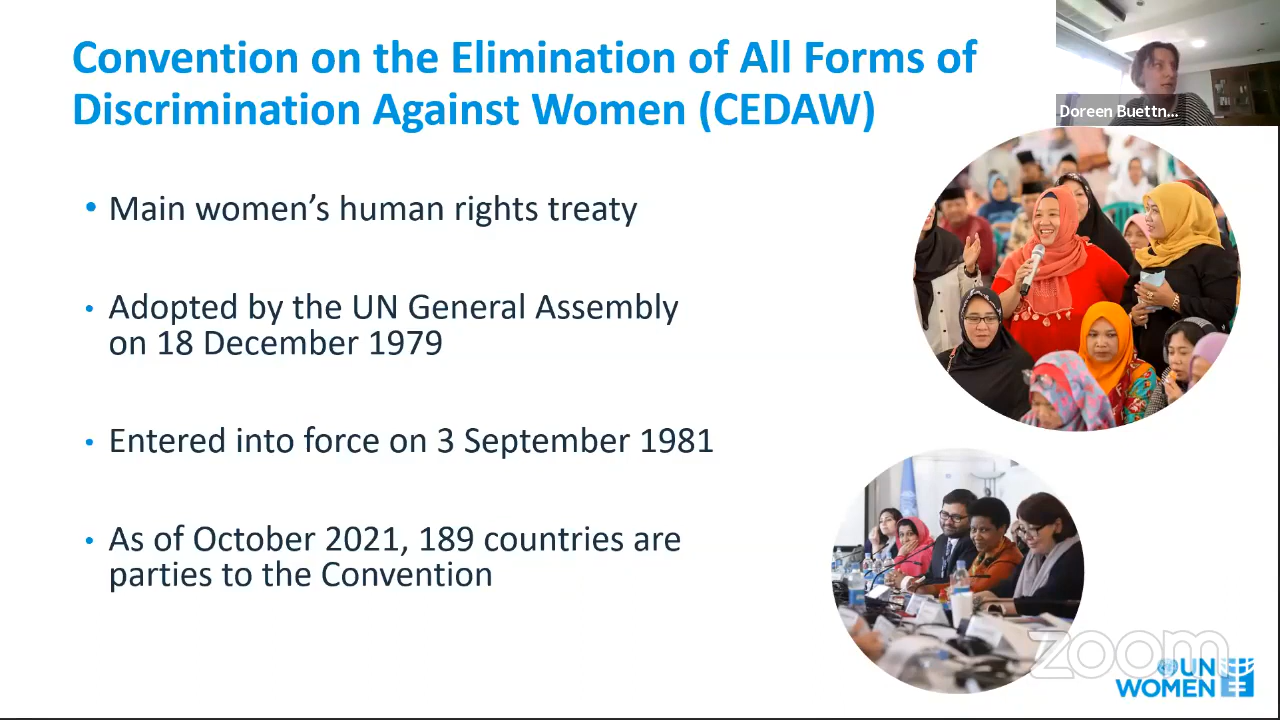 Convention on the Elimination of All Forms of
Discrimination Against Women (CEDAW)
Doreen Buettn...
• Main women’s human rights treaty
• Adopted by the UN General Assembly
on 18 December 1979
• Entered into force on 3 September 1981
• As of October 2021, 189 countries are
parties to the Convention
zoom
UN
WOMEN